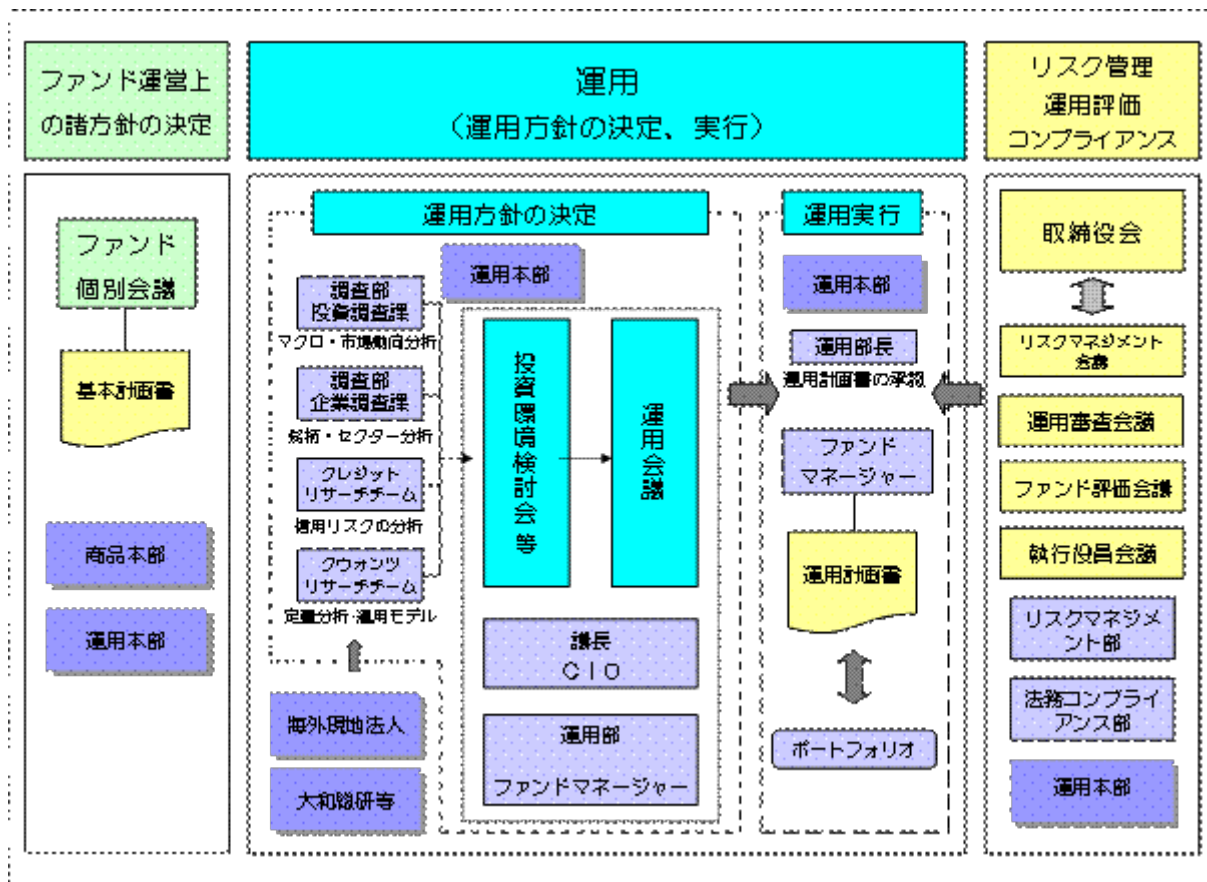 ファンド運営上
の諸方針の決定
運用
(運用方針の決定、実行)
リスク管理
運用評価
コンプライアンス
ファンド
個別会議
基本計画書
商品本部
運用本部
運用方針の決定
運用本部
調査部
投資調査課
マクロ・市場動向分析
調査部
企業調査課
銘柄・セクター分析
クレジット
リサーチチーム
信用リスクの分析
クウォンツ
リサーチチーム
定量分析・運用モデル
海外現地法人
大和総研等
投資環境検討会等
運用会議
議長
CIO
運用部
ファンドマネージャー
運用実行
運用本部
運用部長
運用計画書の承認
ファンド
マネージャー
運用計画書
ポートフォリオ
取締役会
リスクマネジメント
会議
運用審査会議
ファンド評価会議
執行役員会議
リスクマネジメ
ント部
法務コンプライ
アンス部
運用本部